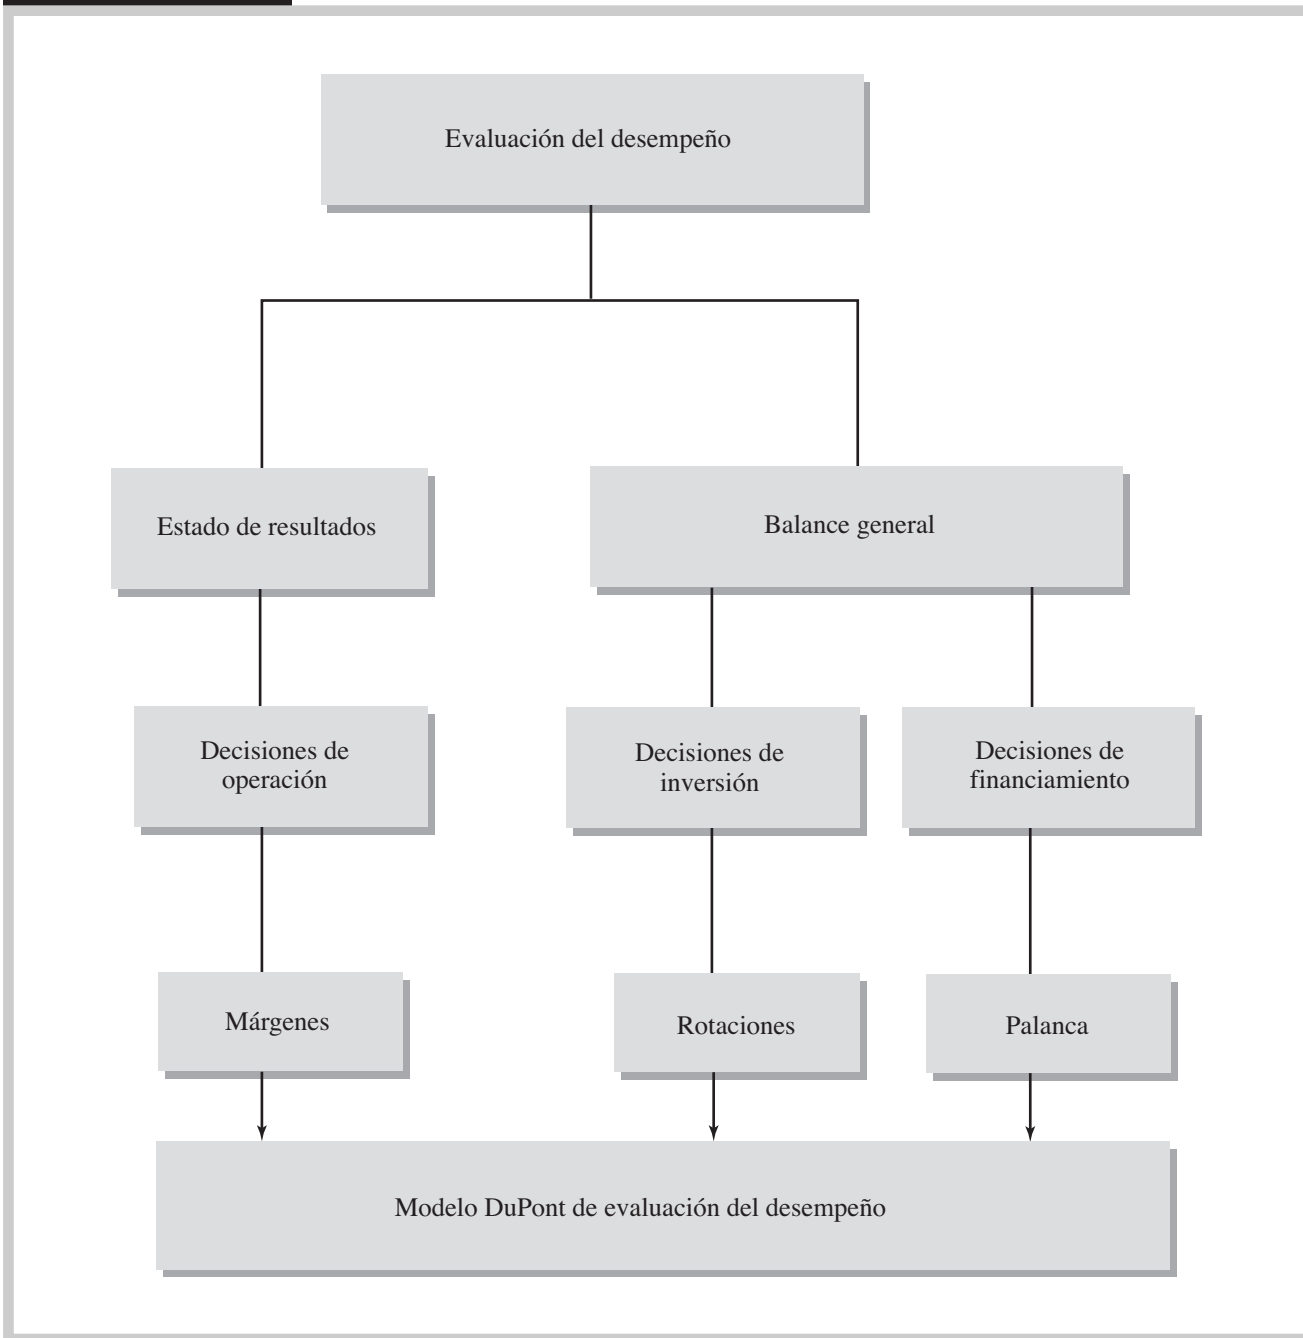 Evaluación del desempeño
Estado de resultados
Balance general
Decisiones de
operación
Decisiones de
inversión
Decisiones de
financiamiento
Márgenes
Rotaciones
Palanca
Modelo DuPont de evaluación del desempeño